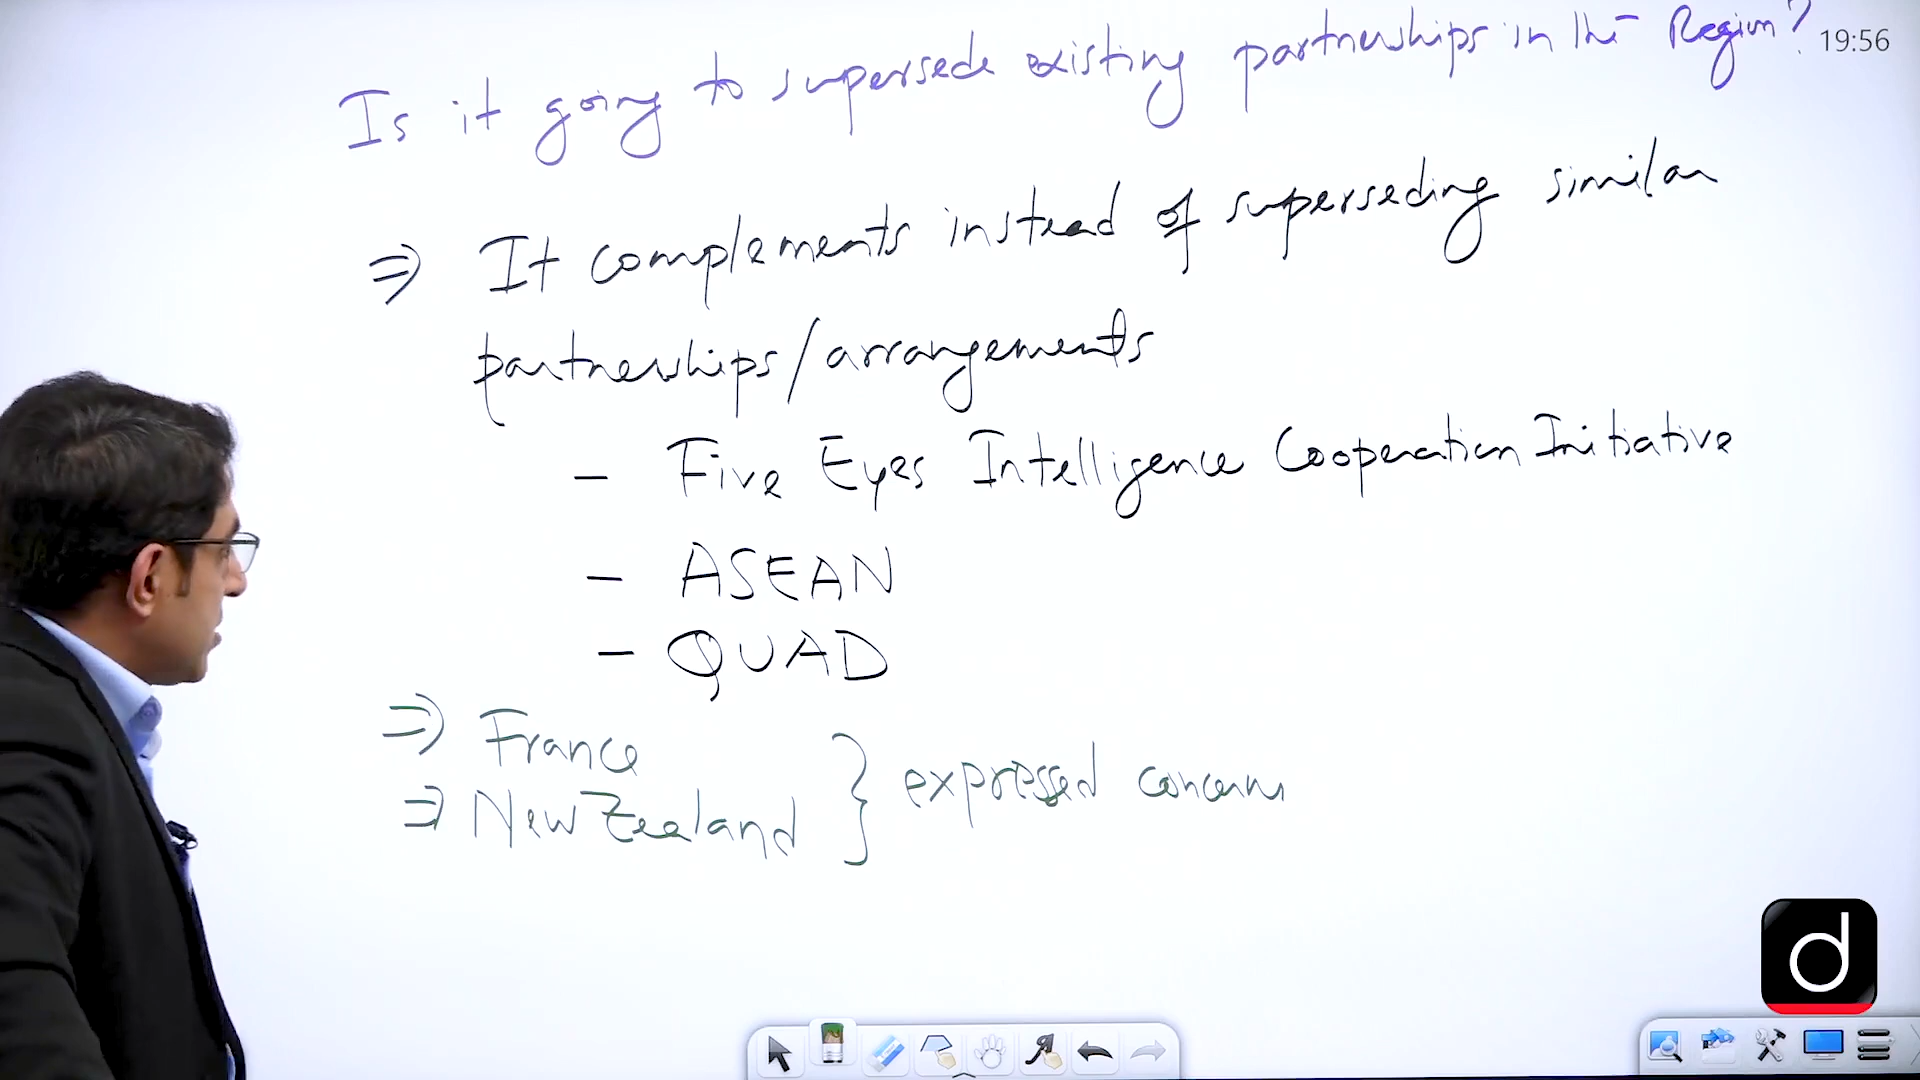 Is it going to supersede existing partnerships in the Region?
19:56
⇒ It complements instead of superseding similar
partnerships/arrangements
- Five Eyes Intelligence Cooperation Initiative
- ASEAN
- QUAD
⇒ France
⇒ New Zealand } expressed concerns
d